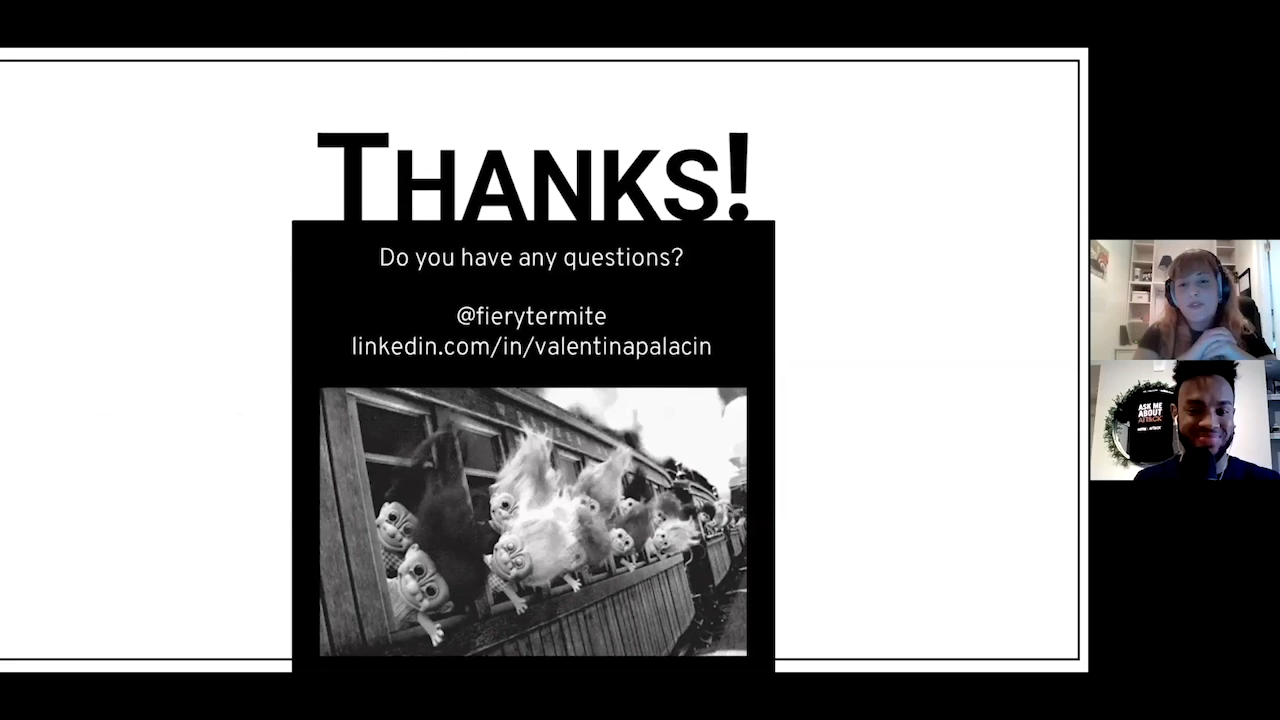 THANKS!
Do you have any questions?
@fierytermite
linkedin.com/in/valentinapalacin
ASK ME
ABOUT
ATT&CK